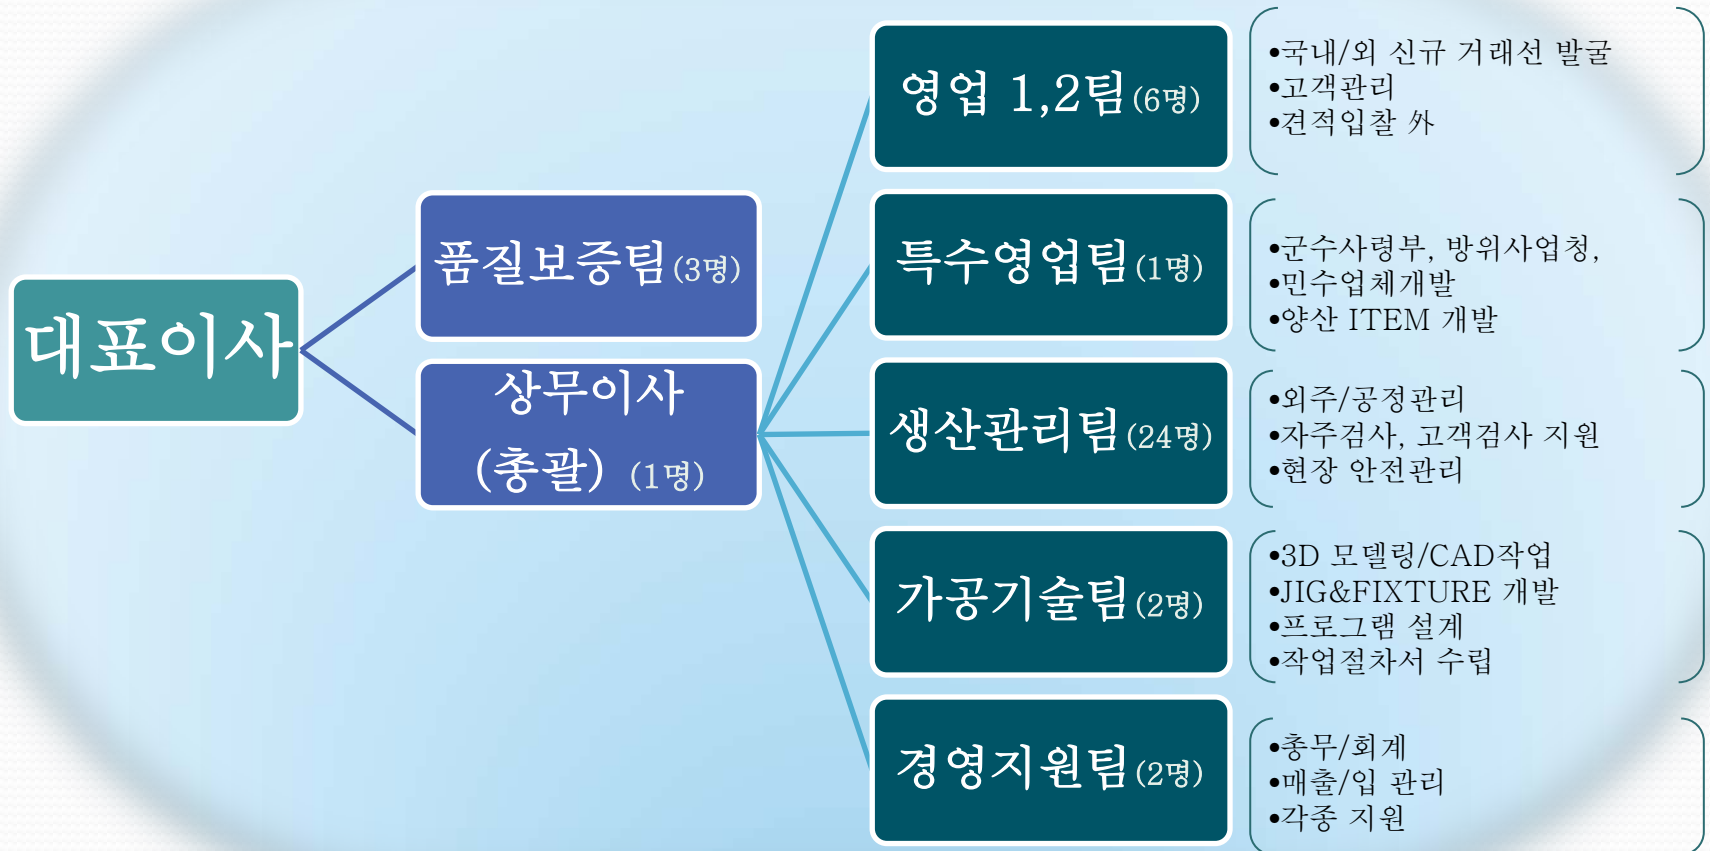 대표이사
품질보증팀(3명)
상무이사
(총괄) (1명)
영업 1,2팀(6명)
•국내/외 신규 거래선 발굴
•고객관리
•견적입찰 外
특수영업팀(1명)
•군수사령부, 방위사업청,
•민수업체개발
•양산 ITEM 개발
생산관리팀(24명)
•외주/공정관리
•자주검사, 고객검사 지원
•현장 안전관리
가공기술팀(2명)
•3D 모델링/CAD작업
•JIG&FIXTURE 개발
•프로그램 설계
•작업절차서 수립
경영지원팀(2명)
•총무/회계
•매출/입 관리
•각종 지원